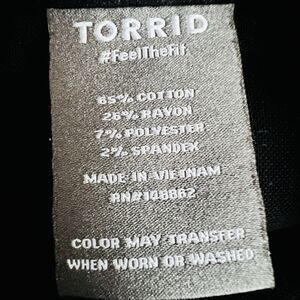 TORRID
#FeelTheFit
65% COTTON
26% RAYON
7% POLYESTER
2% SPANDEX
MADE IN VIETNAM
RN# 148862
COLOR MAY TRANSFER
WHEN WORN OR WASHED